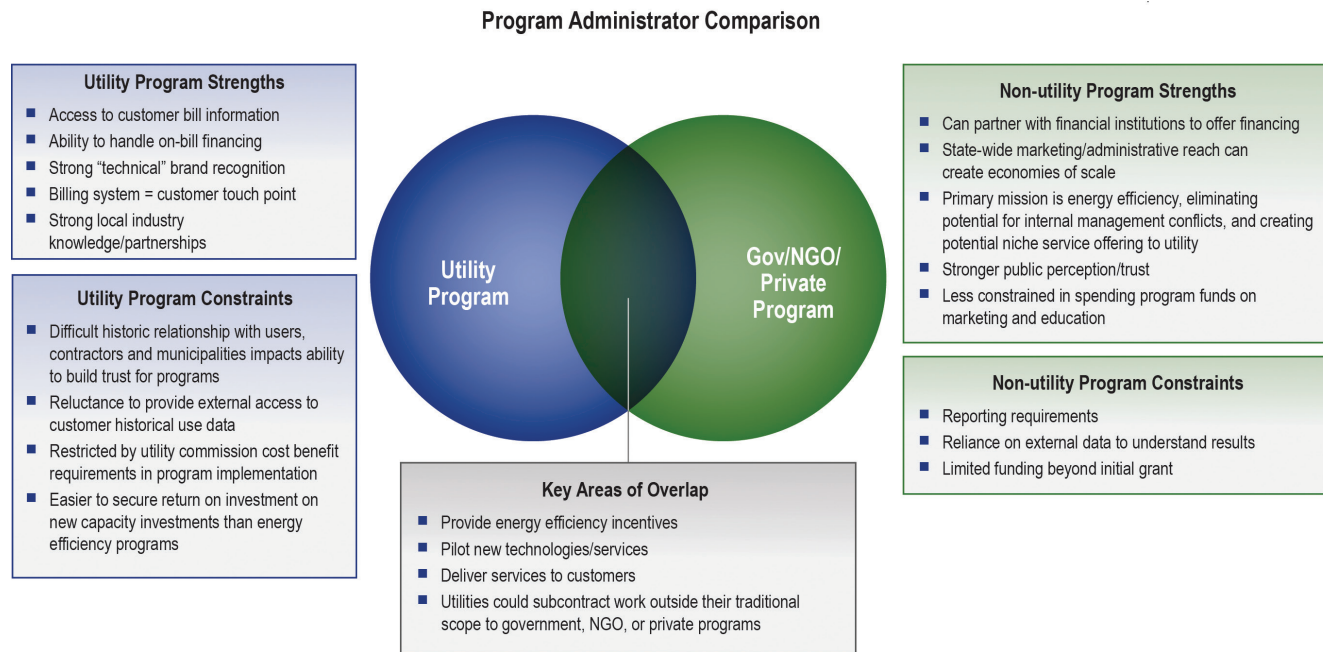 Program Administrator Comparison
Utility Program Strengths
■ Access to customer bill information
■ Ability to handle on-bill financing
■ Strong “technical” brand recognition
■ Billing system = customer touch point
■ Strong local industry
knowledge/partnerships
Utility Program Constraints
■ Difficult historic relationship with users,
contractors and municipalities impacts ability
to build trust for programs
■ Reluctance to provide external access to
customer historical use data
■ Restricted by utility commission cost benefit
requirements in program implementation
■ Easier to secure return on investment on
new capacity investments than energy
efficiency programs
Utility
Program
Gov/NGO/
Private
Program
Key Areas of Overlap
■ Provide energy efficiency incentives
■ Pilot new technologies/services
■ Deliver services to customers
■ Utilities could subcontract work outside their traditional
scope to government, NGO, or private programs
Non-utility Program Strengths
■ Can partner with financial institutions to offer financing
■ State-wide marketing/administrative reach can
create economies of scale
■ Primary mission is energy efficiency, eliminating
potential for internal management conflicts, and creating
potential niche service offering to utility
■ Stronger public perception/trust
■ Less constrained in spending program funds on
marketing and education
Non-utility Program Constraints
■ Reporting requirements
■ Reliance on external data to understand results
■ Limited funding beyond initial grant